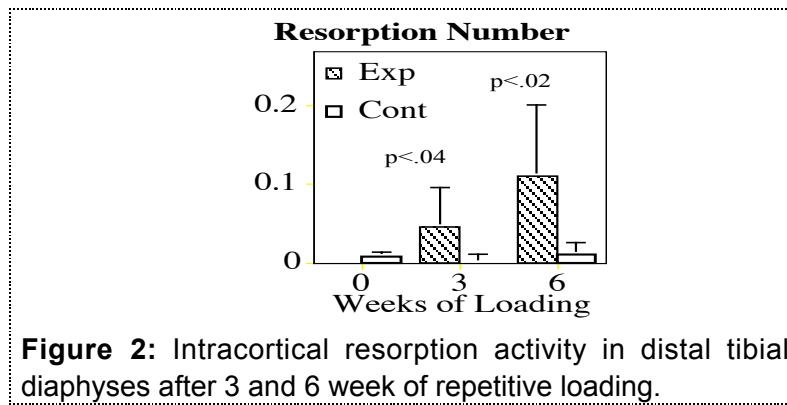 Resorption Number
Exp
Cont
p<.02
p<.04
0.2
0.1
0
0 3 6
Weeks of Loading
Figure 2: Intracortical resorption activity in distal tibial
diaphyses after 3 and 6 week of repetitive loading.